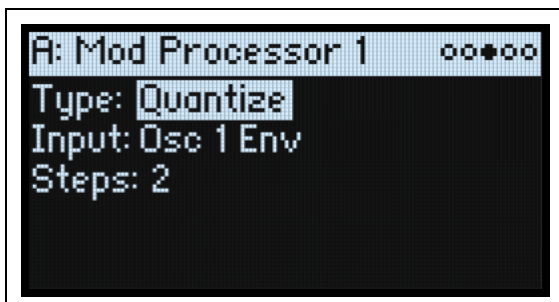 A: Mod Processor 1
Type: Quantize
Input: Osc 1 Env
Steps: 2